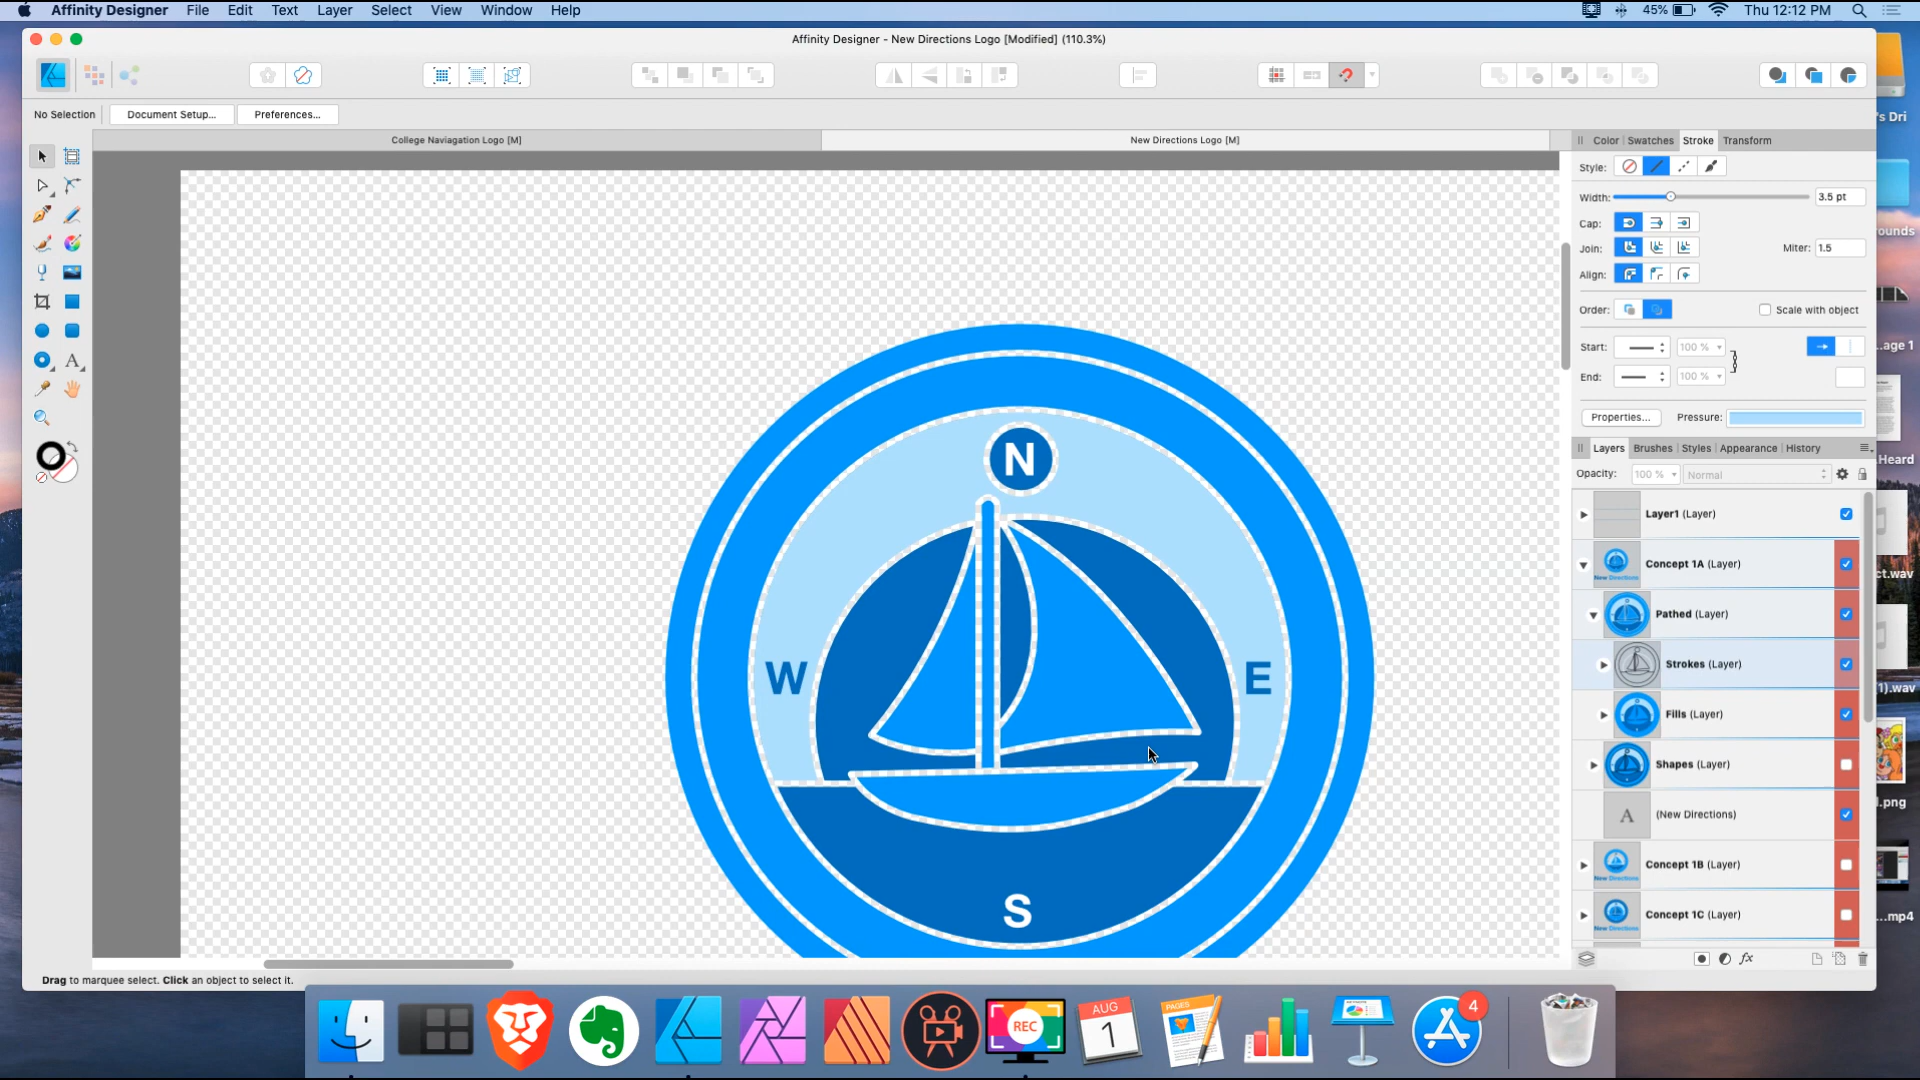 Affinity Designer File Edit Text Layer Select View Window Help
45% Thu 12:12 PM
Affinity Designer - New Directions Logo [Modified] (110.3%)
No Selection Document Setup... Preferences...
College Naviagation Logo [M] New Directions Logo [M]
Color Swatches Stroke Transform
Style:
Width: 3.5 pt
Cap:
Join: Miter: 1.5
Align:
Order: Scale with object
Start: 100 %
End: 100 %
Properties... Pressure:
Layers Brushes Styles Appearance History
Opacity: 100 % Normal
Layer1 (Layer)
Concept 1A (Layer)
Pathed (Layer)
Strokes (Layer)
Fills (Layer)
Shapes (Layer)
A (New Directions)
Concept 1B (Layer)
Concept 1C (Layer)
fx
N
W E
S
's Dri
ounds
...age 1
.Heard
ct.wav
1).wav
l.png
...mp4
Drag to marquee select. Click an object to select it.
REC
AUG
1
PAGES
4